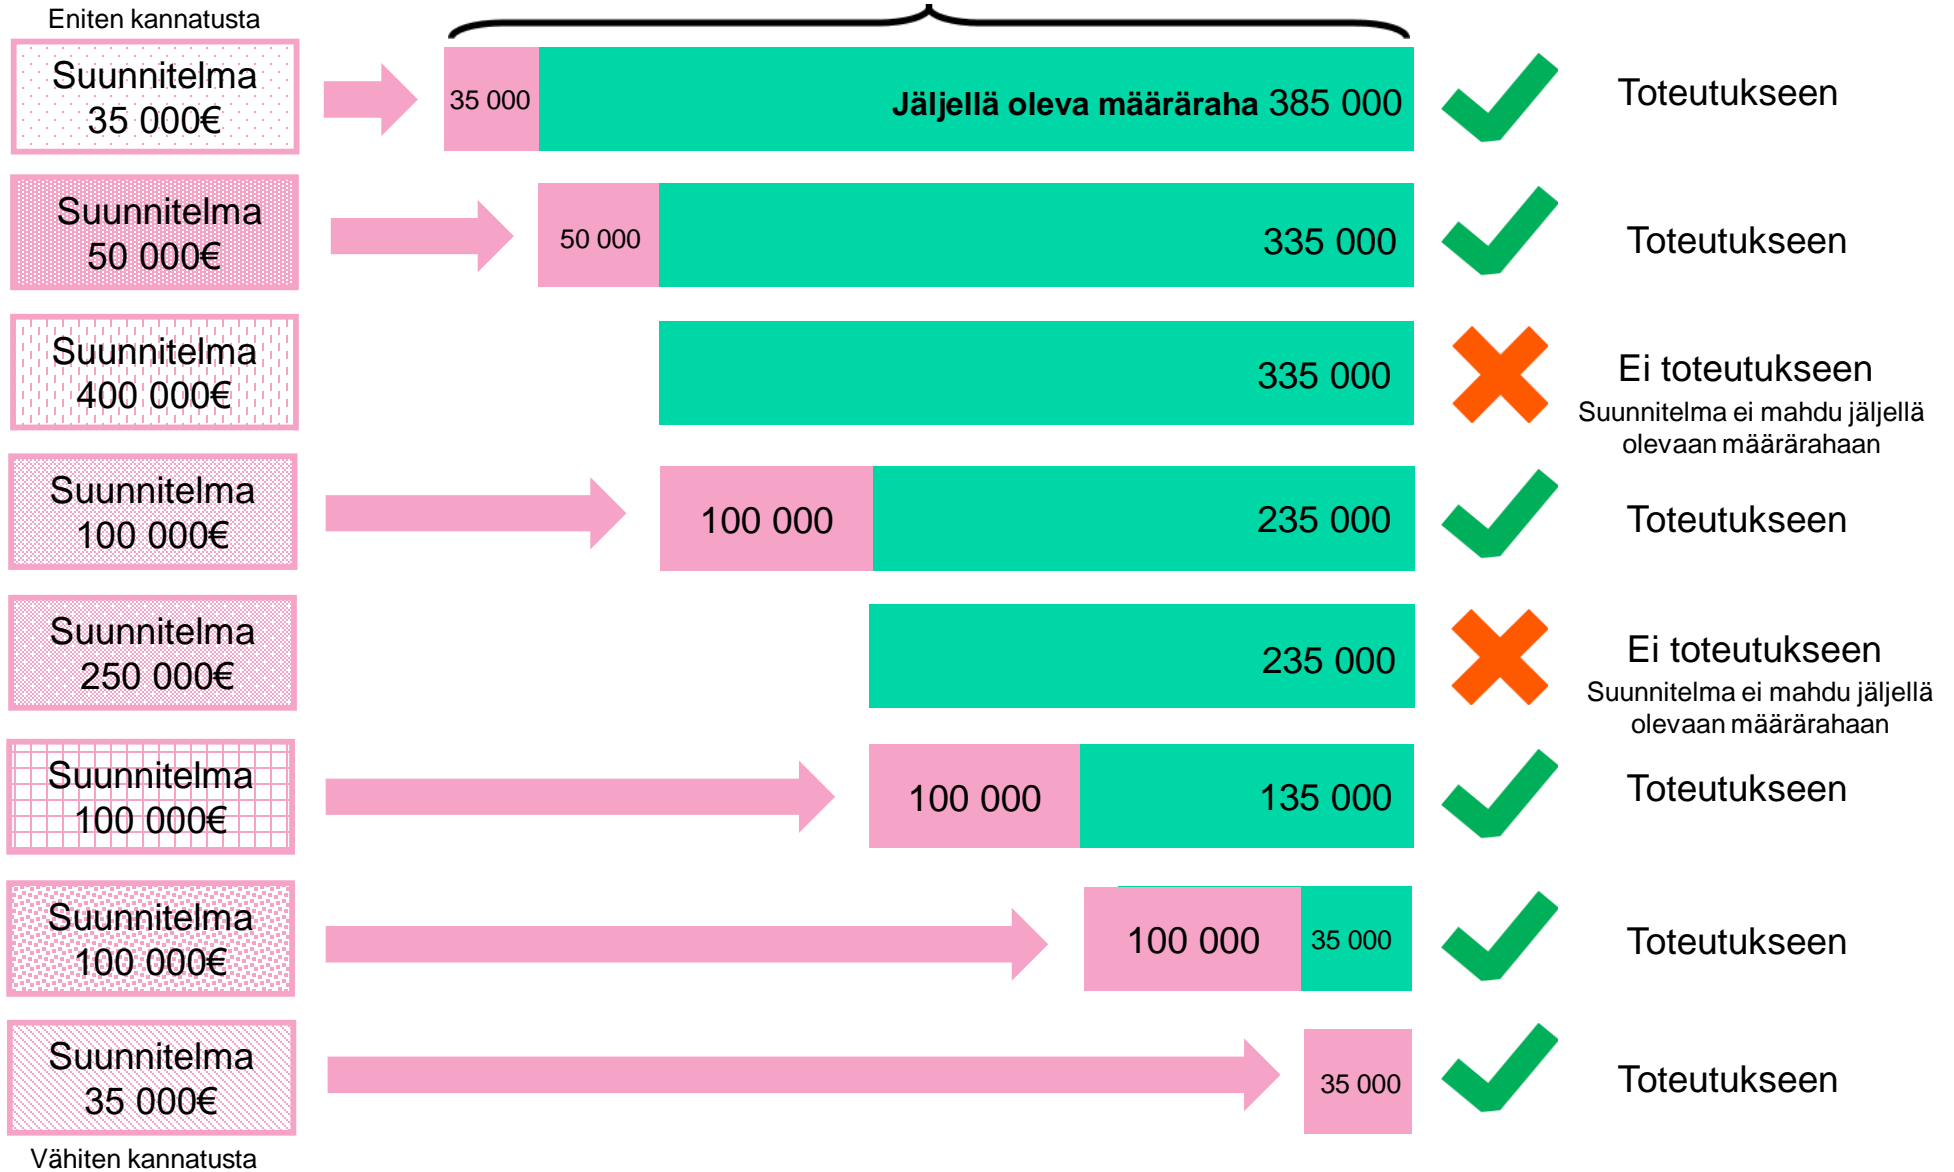 Eniten kannatusta
Suunnitelma
35 000€
35 000
Jäljellä oleva määräraha 385 000
Toteutukseen
Suunnitelma
50 000€
50 000
335 000
Toteutukseen
Suunnitelma
400 000€
335 000
Ei toteutukseen
Suunnitelma ei mahdu jäljellä
olevaan määrärahaan
Suunnitelma
100 000€
100 000
235 000
Toteutukseen
Suunnitelma
250 000€
235 000
Ei toteutukseen
Suunnitelma ei mahdu jäljellä
olevaan määrärahaan
Suunnitelma
100 000€
100 000
135 000
Toteutukseen
Suunnitelma
100 000€
100 000
35 000
Toteutukseen
Suunnitelma
35 000€
35 000
Toteutukseen
Vähiten kannatusta